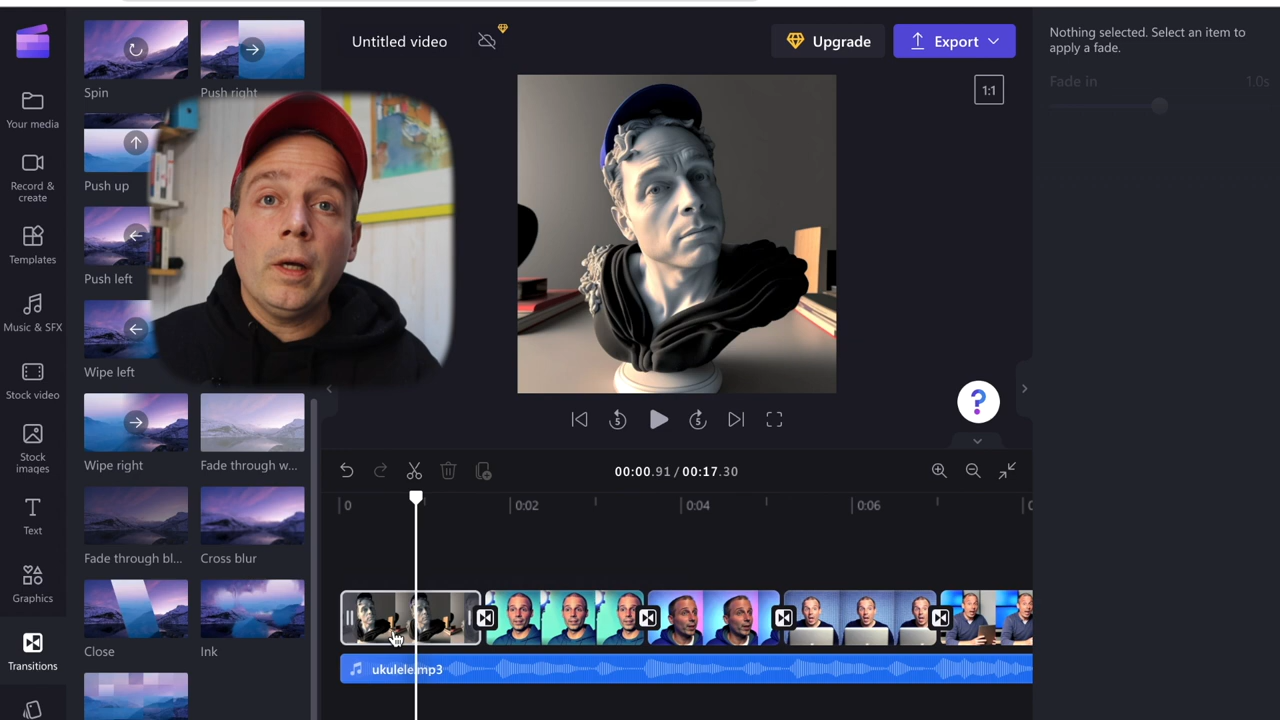 Untitled video
Upgrade
Export
Nothing selected. Select an item to
apply a fade.
Fade in
1.0s
1:1
Your media
Record &
create
Templates
Music & SFX
Stock video
Stock
images
Text
Graphics
Transitions
Spin
Push right
Push up
Push left
Wipe left
Wipe right
Fade through w...
Fade through bl...
Cross blur
Close
Ink
5
5
?
00:00.91 / 00:17.30
0
0:02
0:04
0:06
ukulele.mp3